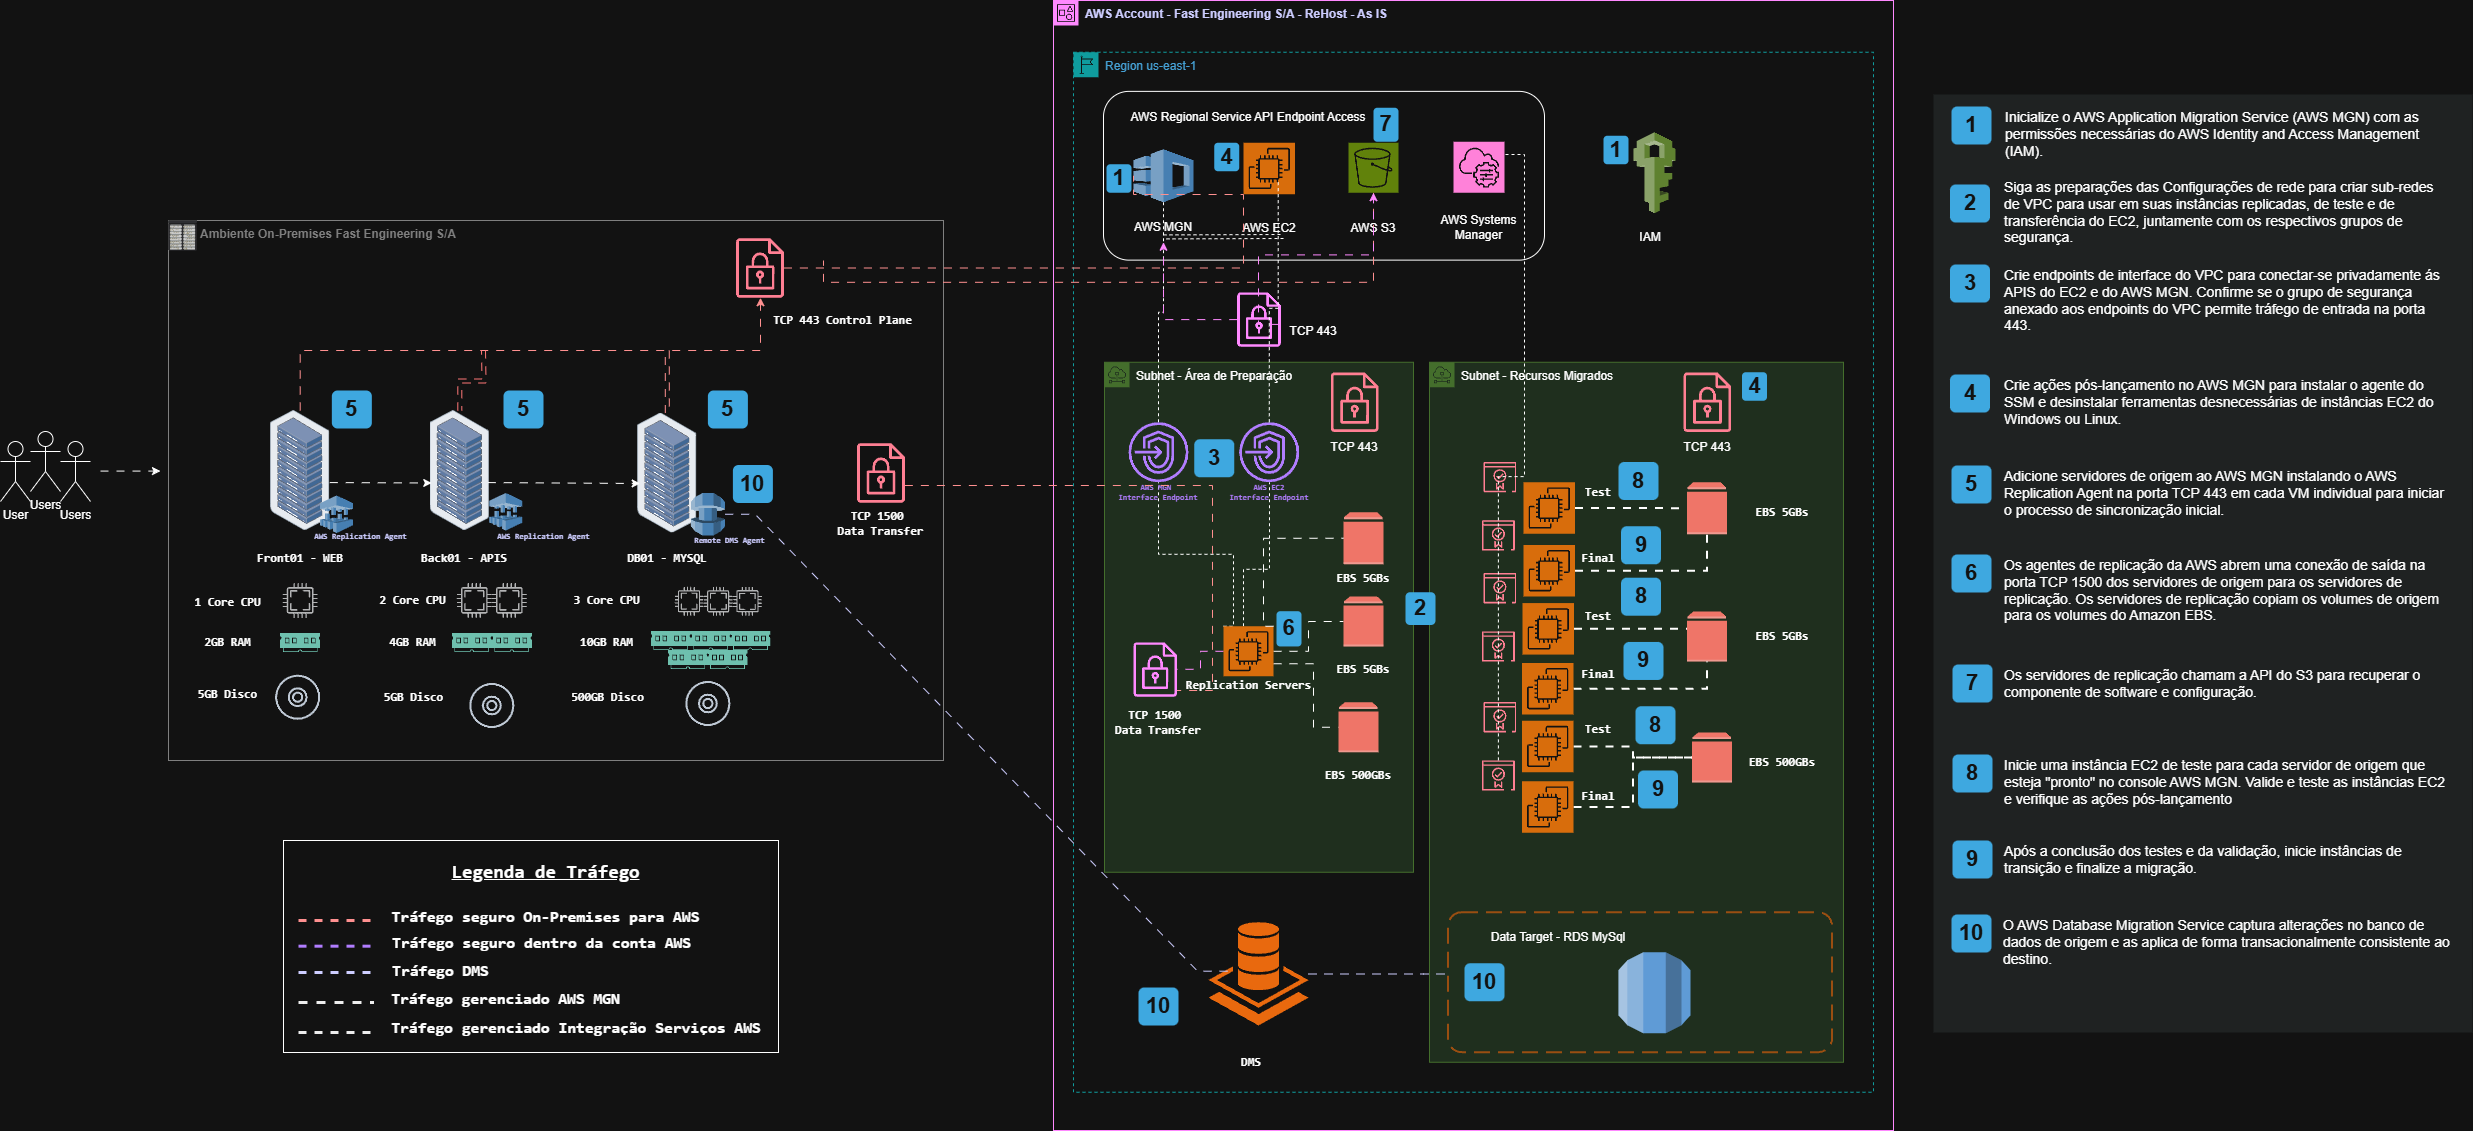 AWS Account - Fast Engineering S/A - ReHost - As IS
Region us-east-1
AWS Regional Service API Endpoint Access
7
1
4
AWS MGN
AWS EC2
AWS S3
AWS Systems
Manager
1
IAM
Ambiente On-Premises Fast Engineering S/A
TCP 443 Control Plane
5
5
5
10
User
Users
Users
AWS Replication Agent
AWS Replication Agent
Remote DMS Agent
Front01 - WEB
Back01 - APIS
DB01 - MYSQL
1 Core CPU
2 Core CPU
3 Core CPU
2GB RAM
4GB RAM
10GB RAM
5GB Disco
5GB Disco
500GB Disco
TCP 1500
Data Transfer
TCP 443
Subnet - Área de Preparação
TCP 443
3
AWS MGN
Interface Endpoint
AWS EC2
Interface Endpoint
EBS 5GBs
6
EBS 5GBs
Replication Servers
TCP 1500
Data Transfer
EBS 500GBs
2
Subnet - Recursos Migrados
4
TCP 443
Test
8
EBS 5GBs
Final
9
Test
8
EBS 5GBs
Final
9
Test
8
EBS 500GBs
Final
9
Data Target - RDS MySql
10
10
DMS
Legenda de Tráfego
Tráfego seguro On-Premises para AWS
Tráfego seguro dentro da conta AWS
Tráfego DMS
Tráfego gerenciado AWS MGN
Tráfego gerenciado Integração Serviços AWS
1
Inicialize o AWS Application Migration Service (AWS MGN) com as
permissões necessárias do AWS Identity and Access Management
(IAM).
2
Siga as preparações das Configurações de rede para criar sub-redes
de VPC para usar em suas instâncias replicadas, de teste e de
transferência do EC2, juntamente com os respectivos grupos de
segurança.
3
Crie endpoints de interface do VPC para conectar-se privadamente ás
APIS do EC2 e do AWS MGN. Confirme se o grupo de segurança
anexado aos endpoints do VPC permite tráfego de entrada na porta
443.
4
Crie ações pós-lançamento no AWS MGN para instalar o agente do
SSM e desinstalar ferramentas desnecessárias de instâncias EC2 do
Windows ou Linux.
5
Adicione servidores de origem ao AWS MGN instalando o AWS
Replication Agent na porta TCP 443 em cada VM individual para iniciar
o processo de sincronização inicial.
6
Os agentes de replicação da AWS abrem uma conexão de saída na
porta TCP 1500 dos servidores de origem para os servidores de
replicação. Os servidores de replicação copiam os volumes de origem
para os volumes do Amazon EBS.
7
Os servidores de replicação chamam a API do S3 para recuperar o
componente de software e configuração.
8
Inicie uma instância EC2 de teste para cada servidor de origem que
esteja "pronto" no console AWS MGN. Valide e teste as instâncias EC2
e verifique as ações pós-lançamento
9
Após a conclusão dos testes e da validação, inicie instâncias de
transição e finalize a migração.
10
O AWS Database Migration Service captura alterações no banco de
dados de origem e as aplica de forma transacionalmente consistente ao
destino.